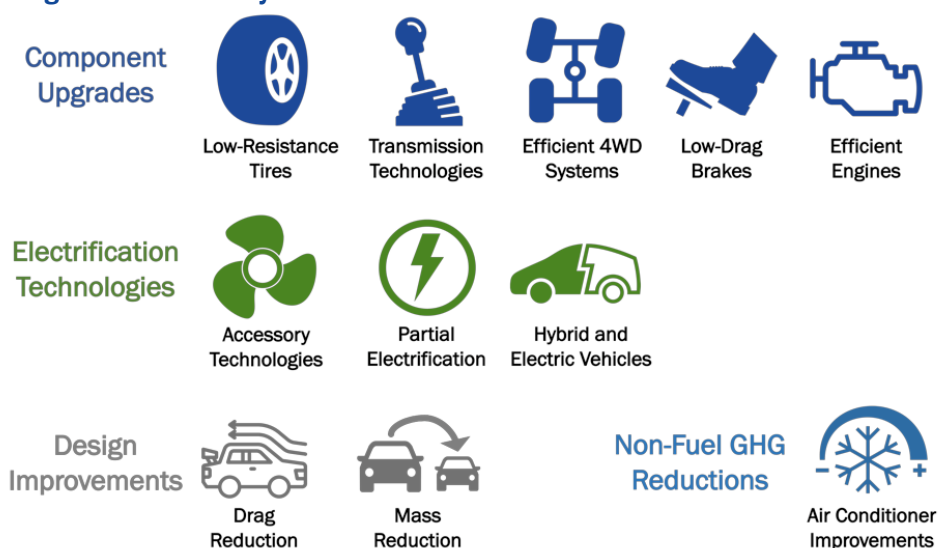 Component
Upgrades
Low-Resistance
Tires
Transmission
Technologies
Efficient 4WD
Systems
Low-Drag
Brakes
Efficient
Engines
Electrification
Technologies
Accessory
Technologies
Partial
Electrification
Hybrid and
Electric Vehicles
Design
Improvements
Drag
Reduction
Mass
Reduction
Non-Fuel GHG
Reductions
- +
Air Conditioner
Improvements